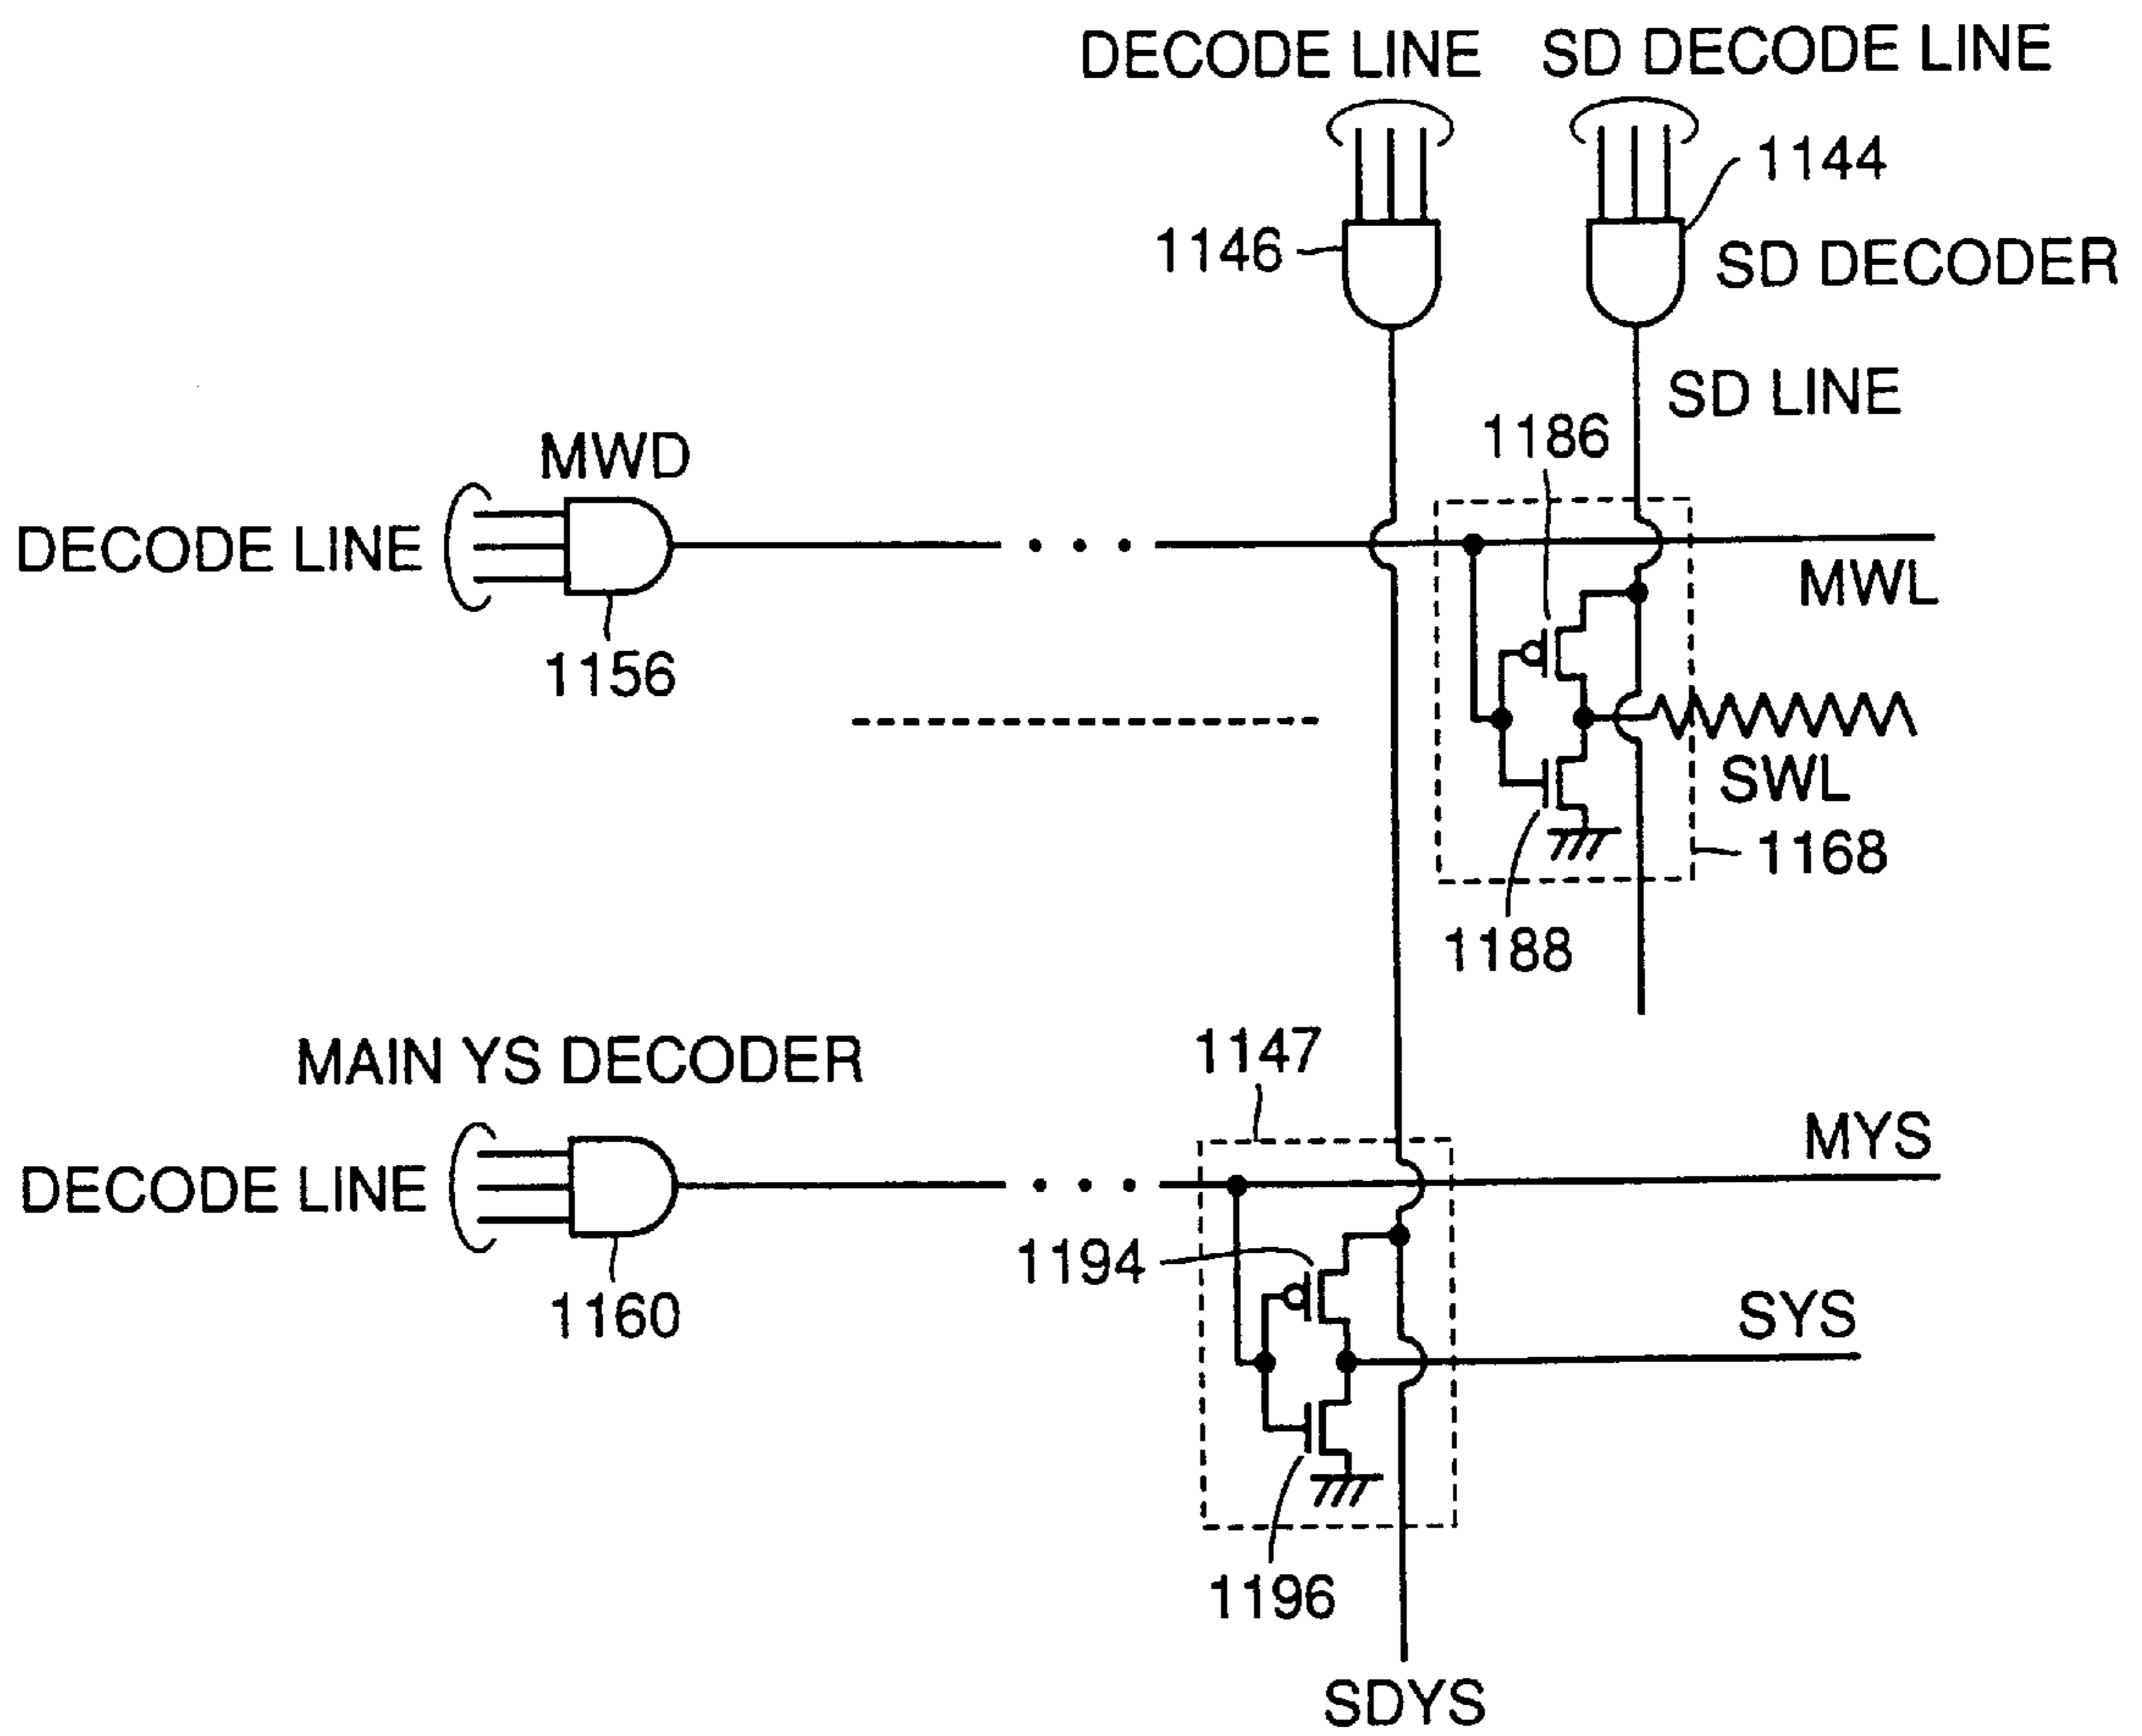 DECODE LINE
SD DECODE LINE
1144
1146
SD DECODER
SD LINE
1186
MWD
DECODE LINE
MWL
1156
SWL
1168
1188
1147
MAIN YS DECODER
MYS
DECODE LINE
1194
1160
SYS
1196
SDYS